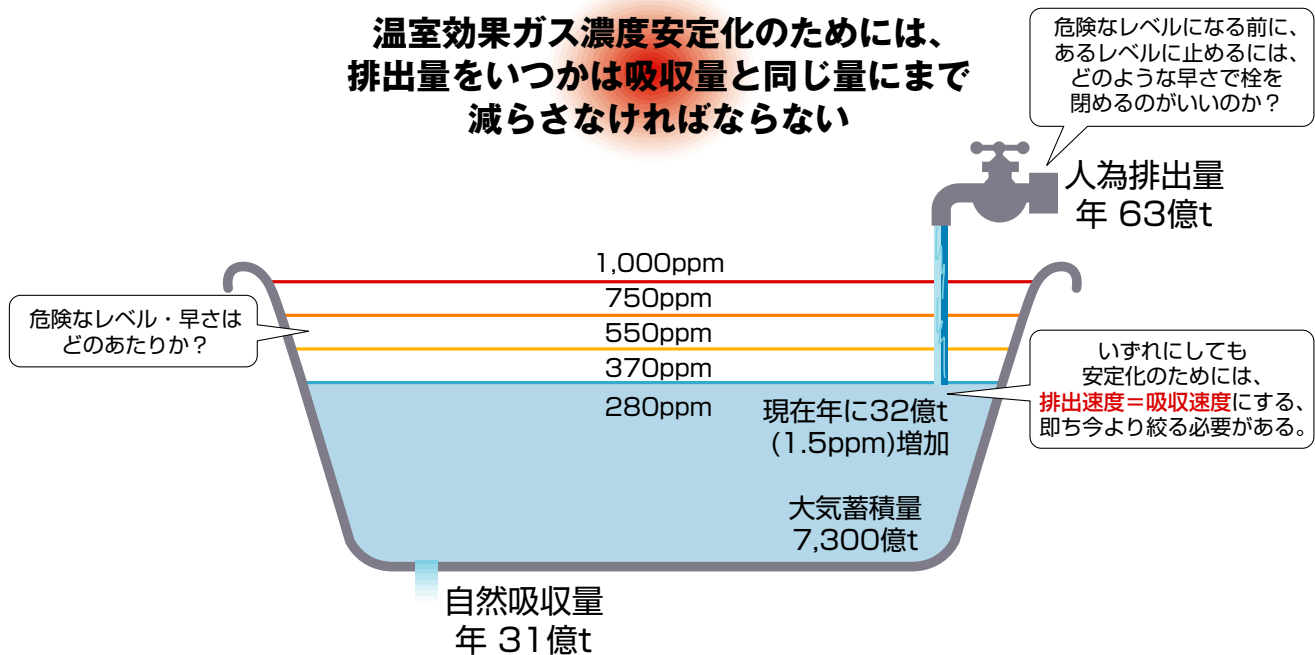 温室効果ガス濃度安定化のためには、
排出量をいつかは吸収量と同じ量にまで
減らさなければならない
危険なレベルになる前に、
あるレベルに止めるには、
どのような早さで栓を
閉めるのがいいのか？
人為排出量
年 63億t
1,000ppm
750ppm
550ppm
370ppm
280ppm
危険なレベル・早さは
どのあたりか？
現在年に32億t
(1.5ppm)増加
いずれにしても
安定化のためには、
排出速度＝吸収速度にする、
即ち今より絞る必要がある。
大気蓄積量
7,300億t
自然吸収量
年 31億t